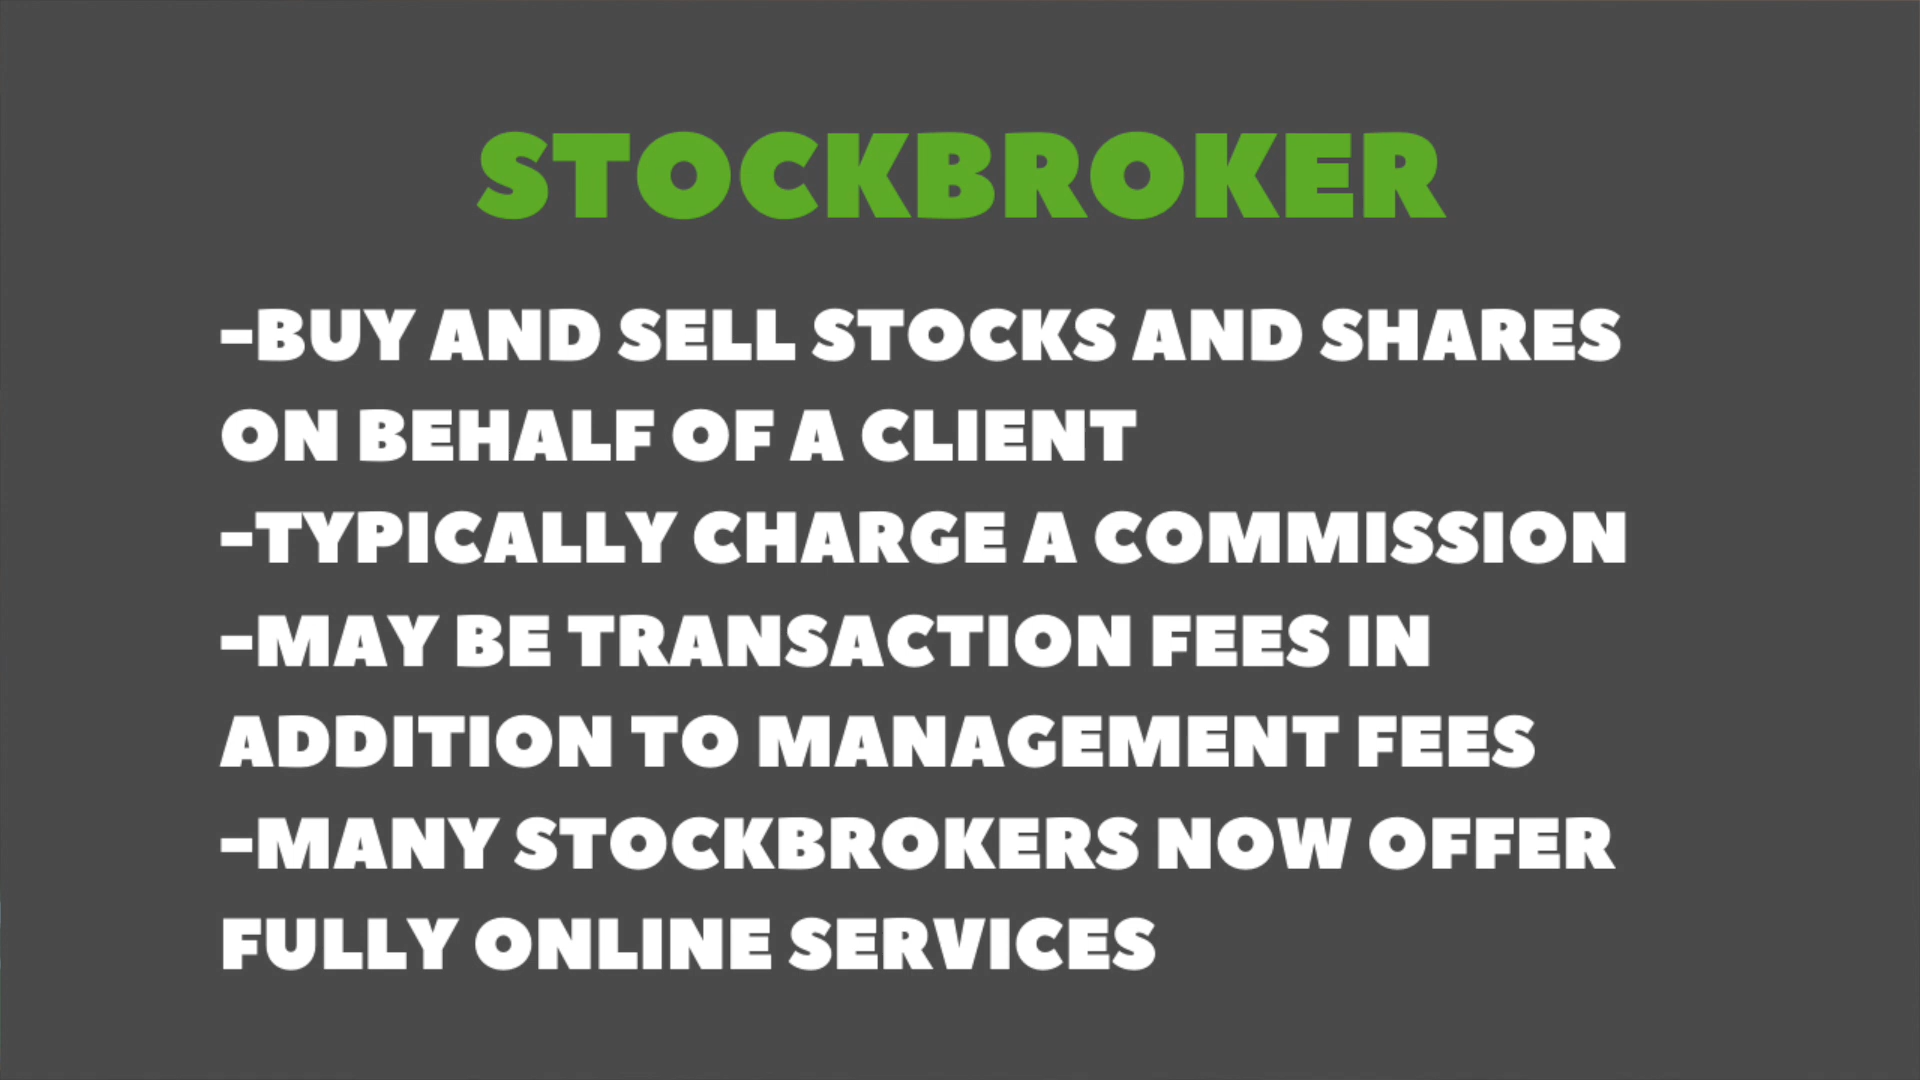 STOCKBROKER
-BUY AND SELL STOCKS AND SHARES
ON BEHALF OF A CLIENT
-TYPICALLY CHARGE A COMMISSION
-MAY BE TRANSACTION FEES IN
ADDITION TO MANAGEMENT FEES
-MANY STOCKBROKERS NOW OFFER
FULLY ONLINE SERVICES